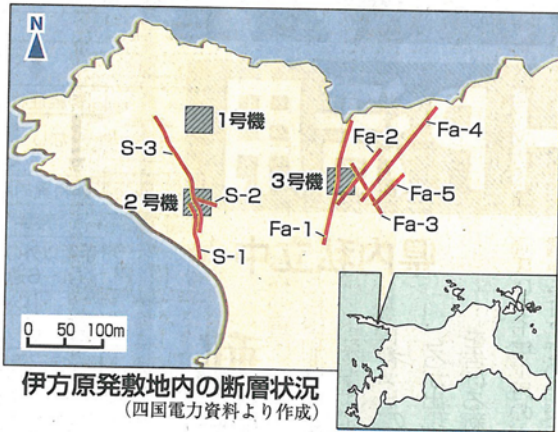 N
1号機
S-3
S-2
2号機
S-1
3号機
Fa-2
Fa-4
Fa-5
Fa-3
Fa-1
0 50 100m
伊方原発敷地内の断層状況
(四国電力資料より作成)